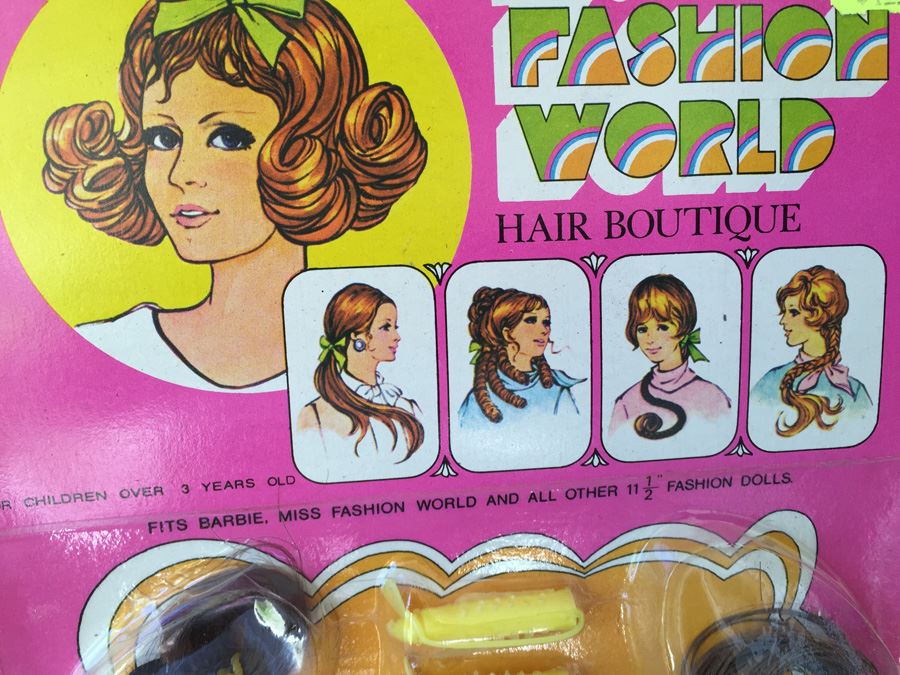 FASHION
WORLD
HAIR BOUTIQUE
CHILDREN OVER 3 YEARS OLD
FITS BARBIE, MISS FASHION WORLD AND ALL OTHER 11 1/2" FASHION DOLLS.